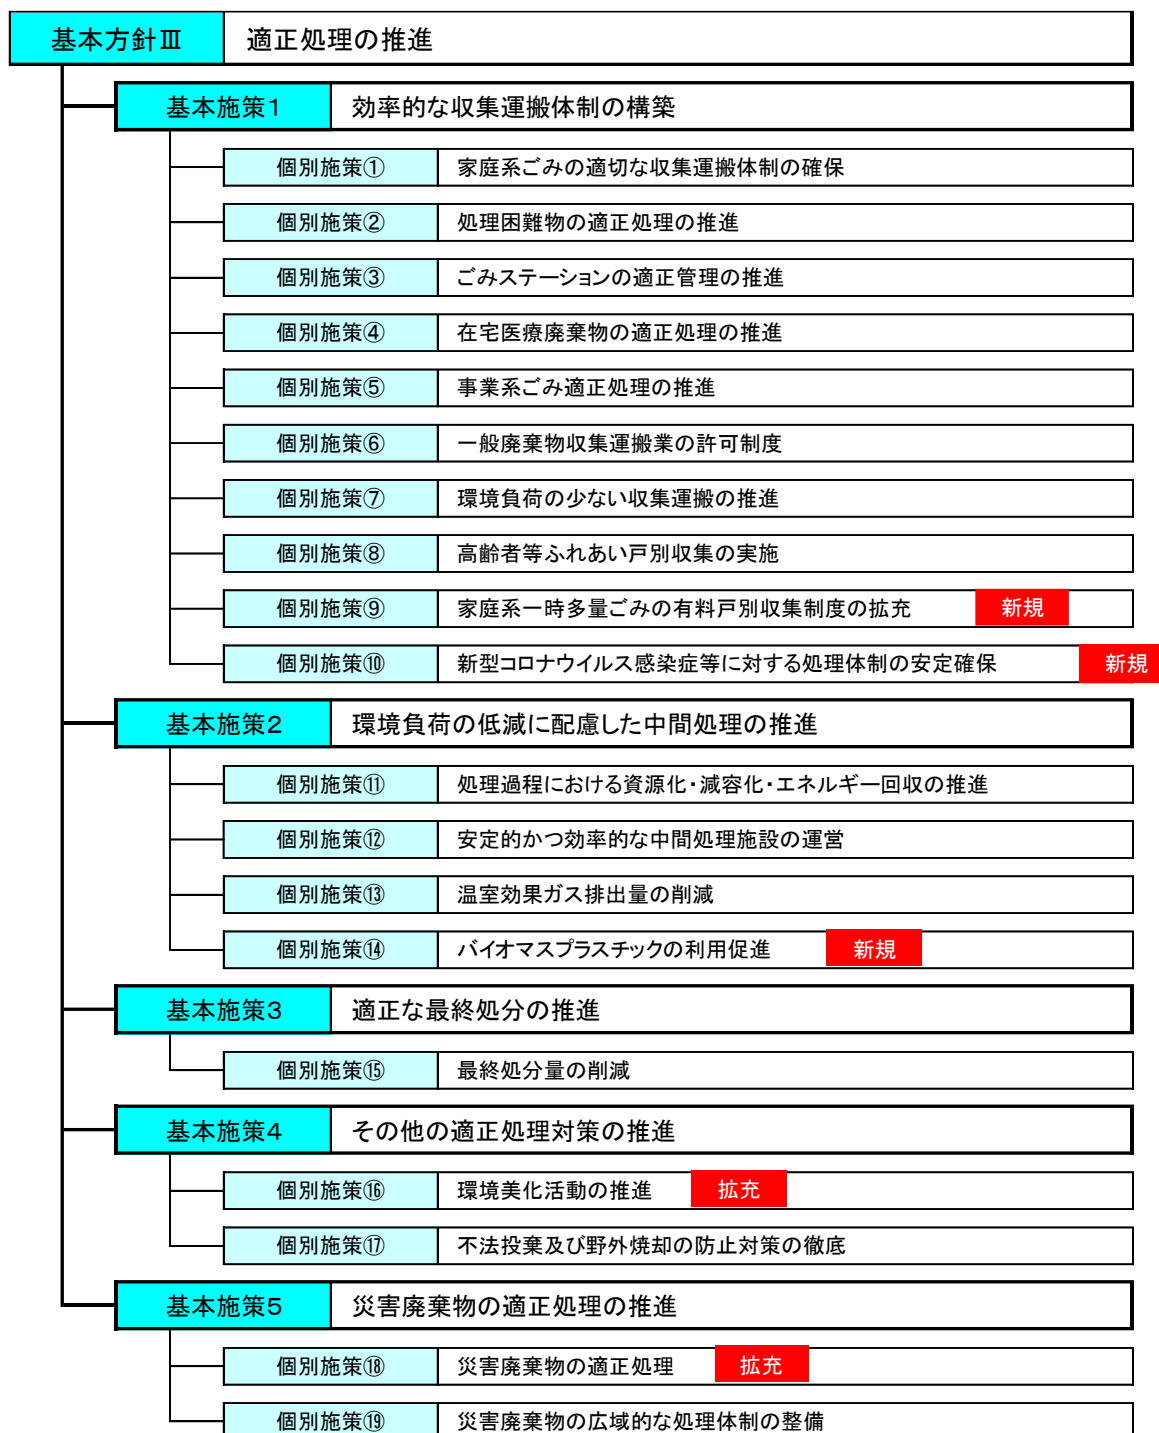 基本方針Ⅲ 適正処理の推進
基本施策1 効率的な収集運搬体制の構築
個別施策① 家庭系ごみの適切な収集運搬体制の確保
個別施策② 処理困難物の適正処理の推進
個別施策③ ごみステーションの適正管理の推進
個別施策④ 在宅医療廃棄物の適正処理の推進
個別施策⑤ 事業系ごみ適正処理の推進
個別施策⑥ 一般廃棄物収集運搬業の許可制度
個別施策⑦ 環境負荷の少ない収集運搬の推進
個別施策⑧ 高齢者等ふれあい戸別収集の実施
個別施策⑨ 家庭系一時多量ごみの有料戸別収集制度の拡充 新規
個別施策⑩ 新型コロナウイルス感染症等に対する処理体制の安定確保 新規
基本施策2 環境負荷の低減に配慮した中間処理の推進
個別施策⑪ 処理過程における資源化・減容化・エネルギー回収の推進
個別施策⑫ 安定的かつ効率的な中間処理施設の運営
個別施策⑬ 温室効果ガス排出量の削減
個別施策⑭ バイオマスプラスチックの利用促進 新規
基本施策3 適正な最終処分の推進
個別施策⑮ 最終処分量の削減
基本施策4 その他の適正処理対策の推進
個別施策⑯ 環境美化活動の推進 拡充
個別施策⑰ 不法投棄及び野外焼却の防止対策の徹底
基本施策5 災害廃棄物の適正処理の推進
個別施策⑱ 災害廃棄物の適正処理 拡充
個別施策⑲ 災害廃棄物の広域的な処理体制の整備